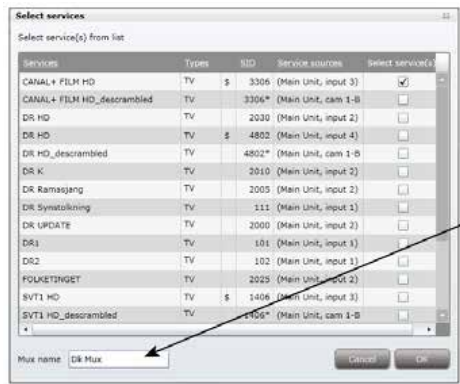 Select services
Select service(s) from list
Services Types SID Service sources Select service(s)
CANAL+ FILM HD TV $ 3306 (Main Unit, input 3)
CANAL+ FILM HD_descrambled TV 3306* (Main Unit, cam 1-B
DR HD TV 2030 (Main Unit, input 2)
DR HD TV $ 4802 (Main Unit, input 4)
DR HD_descrambled TV 4802* (Main Unit, cam 1-B
DR K TV 2010 (Main Unit, input 2)
DR Ramasjang TV 2005 (Main Unit, input 2)
DR Synstolkning TV 111 (Main Unit, input 1)
DR UPDATE TV 2000 (Main Unit, input 2)
DR1 TV 101 (Main Unit, input 1)
DR2 TV 102 (Main Unit, input 1)
FOLKETINGET TV 2025 (Main Unit, input 2)
SVT1 HD TV $ 1406 (Main Unit, input 3)
SVT1 HD_descrambled TV 1406* (Main Unit, cam 1-B
Mux name Dk Mux Cancel OK